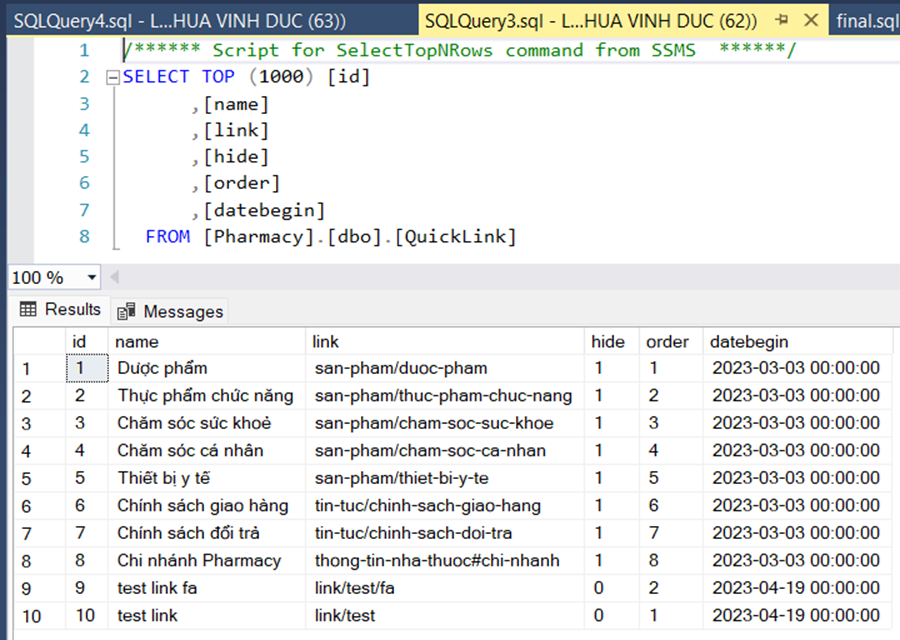 SQLQuery4.sql - L...HUA VINH DUC (63)) SQLQuery3.sql - L...HUA VINH DUC (62)) final.sql
1 /****** Script for SelectTopNRows command from SSMS ******/
2 SELECT TOP (1000) [id]
3 ,[name]
4 ,[link]
5 ,[hide]
6 ,[order]
7 ,[datebegin]
8 FROM [Pharmacy].[dbo].[QuickLink]
100 %
Results Messages
id name link hide order datebegin
1 1 Dược phẩm san-pham/duoc-pham 1 1 2023-03-03 00:00:00
2 2 Thực phẩm chức năng san-pham/thuc-pham-chuc-nang 1 2 2023-03-03 00:00:00
3 3 Chăm sóc sức khoẻ san-pham/cham-soc-suc-khoe 1 3 2023-03-03 00:00:00
4 4 Chăm sóc cá nhân san-pham/cham-soc-ca-nhan 1 4 2023-03-03 00:00:00
5 5 Thiết bị y tế san-pham/thiet-bi-y-te 1 5 2023-03-03 00:00:00
6 6 Chính sách giao hàng tin-tuc/chinh-sach-giao-hang 1 6 2023-03-03 00:00:00
7 7 Chính sách đổi trả tin-tuc/chinh-sach-doi-tra 1 7 2023-03-03 00:00:00
8 8 Chi nhánh Pharmacy thong-tin-nha-thuoc#chi-nhanh 1 8 2023-03-03 00:00:00
9 9 test link fa link/test/fa 0 2 2023-04-19 00:00:00
10 10 test link link/test 0 1 2023-04-19 00:00:00